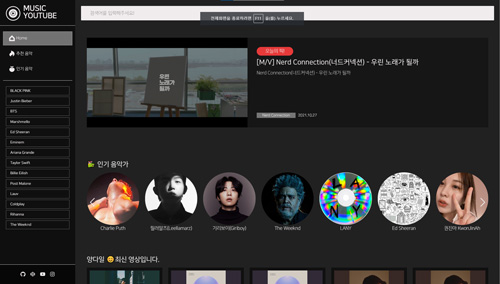 MUSIC
YOUTUBE
Home
추천 음악
인기 음악
BLACK PINK
Justin Bieber
BTS
Marshmello
Ed Sheeran
Eminem
Ariana Grande
Taylor Swift
Billie Eilish
Post Malone
Lauv
Coldplay
Rihanna
The Weeknd
검색어를 입력해주세요!
전체화면을 종료하려면 F11 을(를) 누르세요.
우린
노래가
될까
오늘의 픽!
[M/V] Nerd Connection(너드커넥션) - 우린 노래가 될까
Nerd Connection(너드커넥션) - 우린 노래가 될까
Nerd Connection 2021.10.27
인기 음악가
Charlie Puth
릴러말즈(Leellamarz)
기리보이(Giriboy)
The Weeknd
LANY
Ed Sheeran
권진아 KwonJinAh
양다일 😀최신 영상입니다.